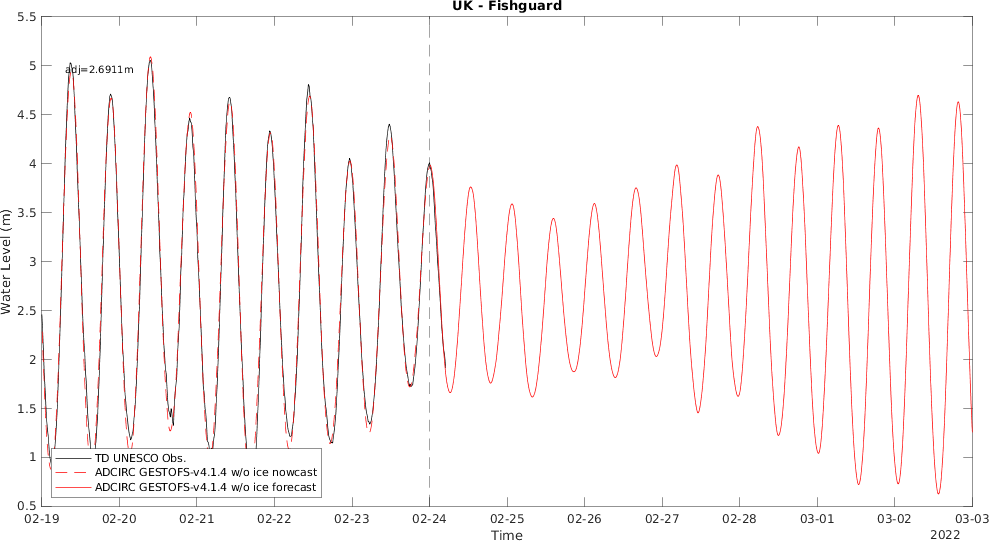 UK - Fishguard
5.5
5
4.5
4
3.5
3
2.5
2
1.5
1
0.5
Water Level (m)
adj=2.6911m
TD UNESCO Obs.
ADCIRC GESTOFS-v4.1.4 w/o ice nowcast
ADCIRC GESTOFS-v4.1.4 w/o ice forecast
02-19 02-20 02-21 02-22 02-23 02-24 02-25 02-26 02-27 02-28 03-01 03-02 03-03
Time
2022